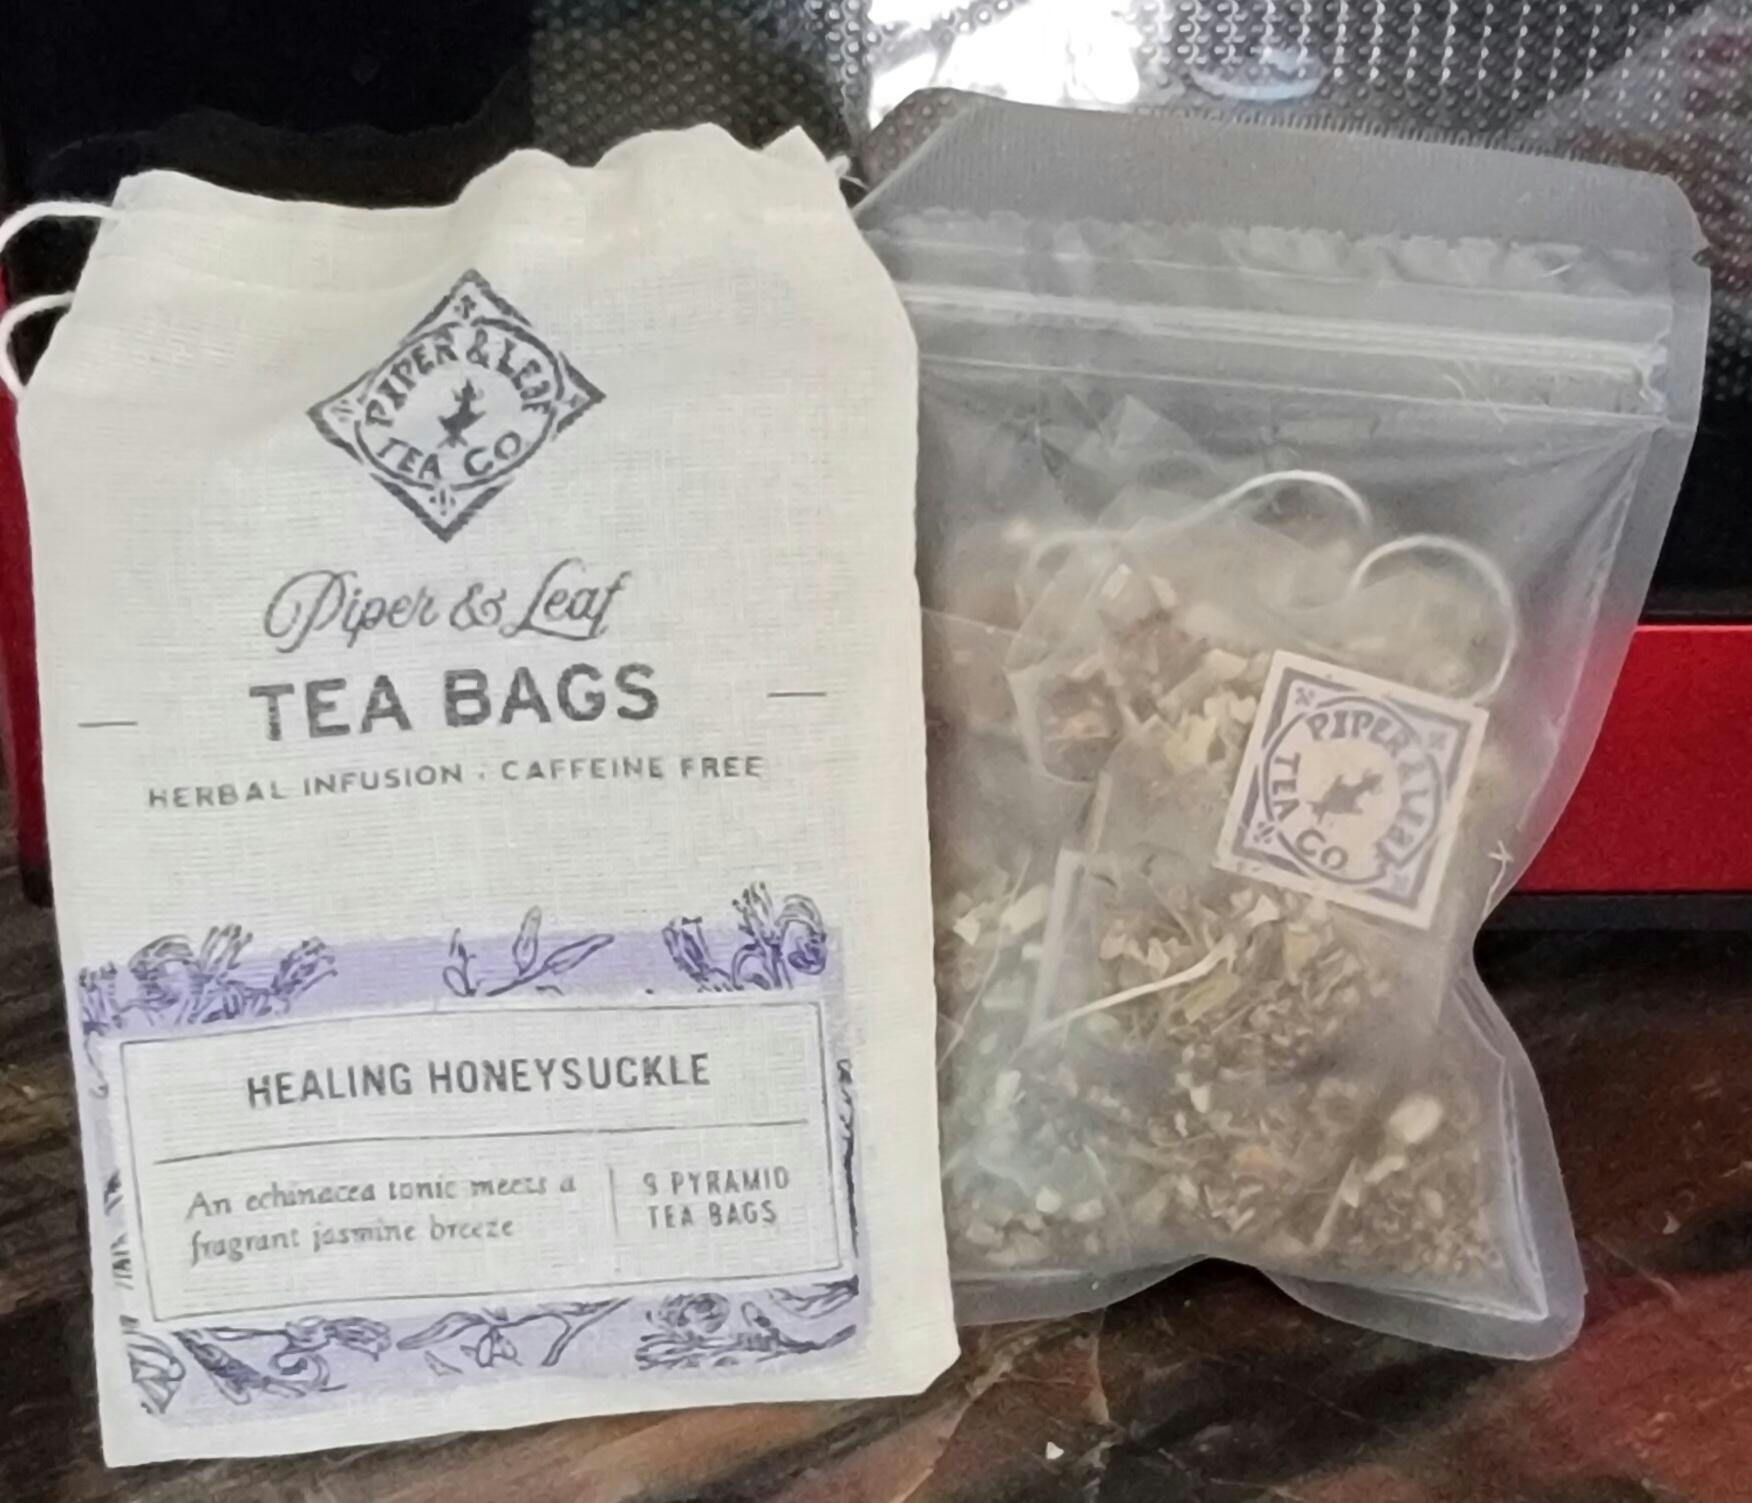 PIPER & LEAF
TEA CO
Piper & Leaf
TEA BAGS
HERBAL INFUSION · CAFFEINE FREE
HEALING HONEYSUCKLE
An echinacea tonic meets a
fragrant jasmine breeze
9 PYRAMID
TEA BAGS
PIPER & LEAF
TEA CO